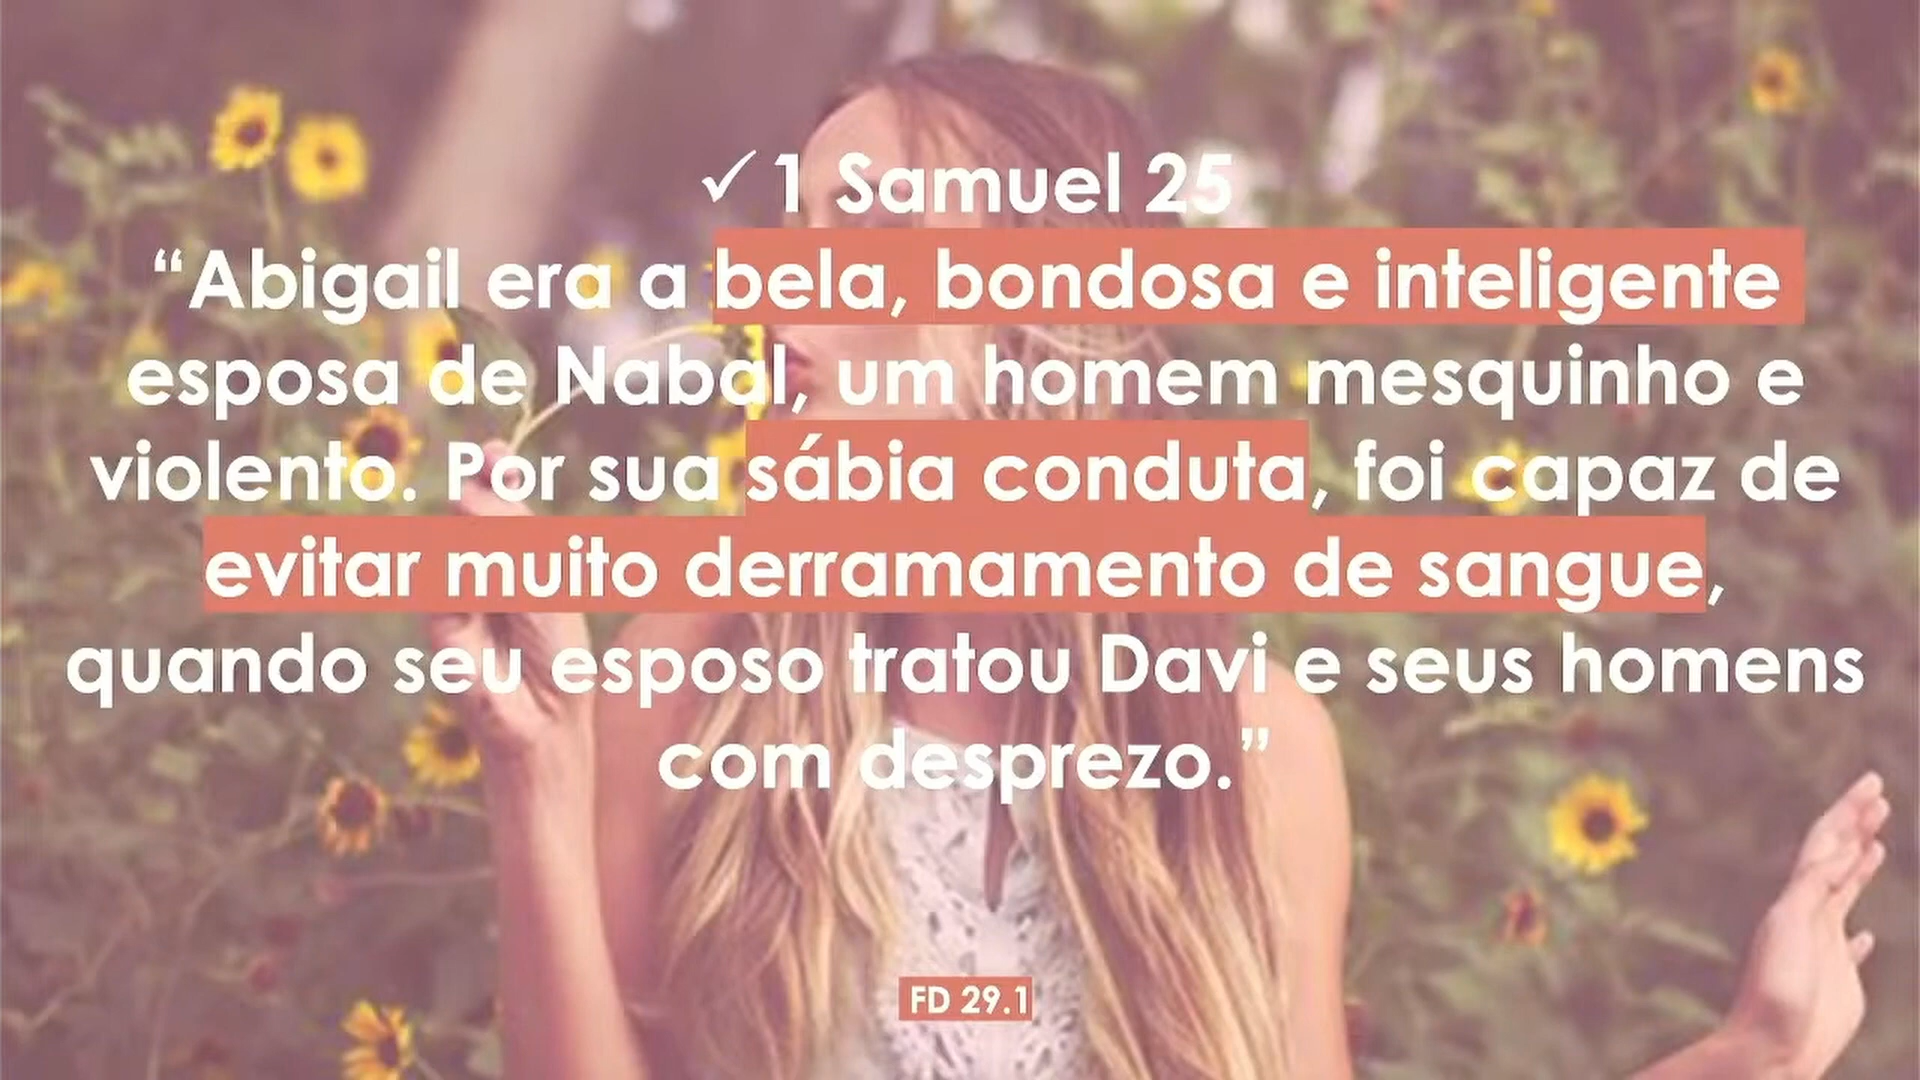 ✓ 1 Samuel 25
“Abigail era a bela, bondosa e inteligente
esposa de Nabal, um homem mesquinho e
violento. Por sua sábia conduta, foi capaz de
evitar muito derramamento de sangue,
quando seu esposo tratou Davi e seus homens
com desprezo.”
FD 29.1